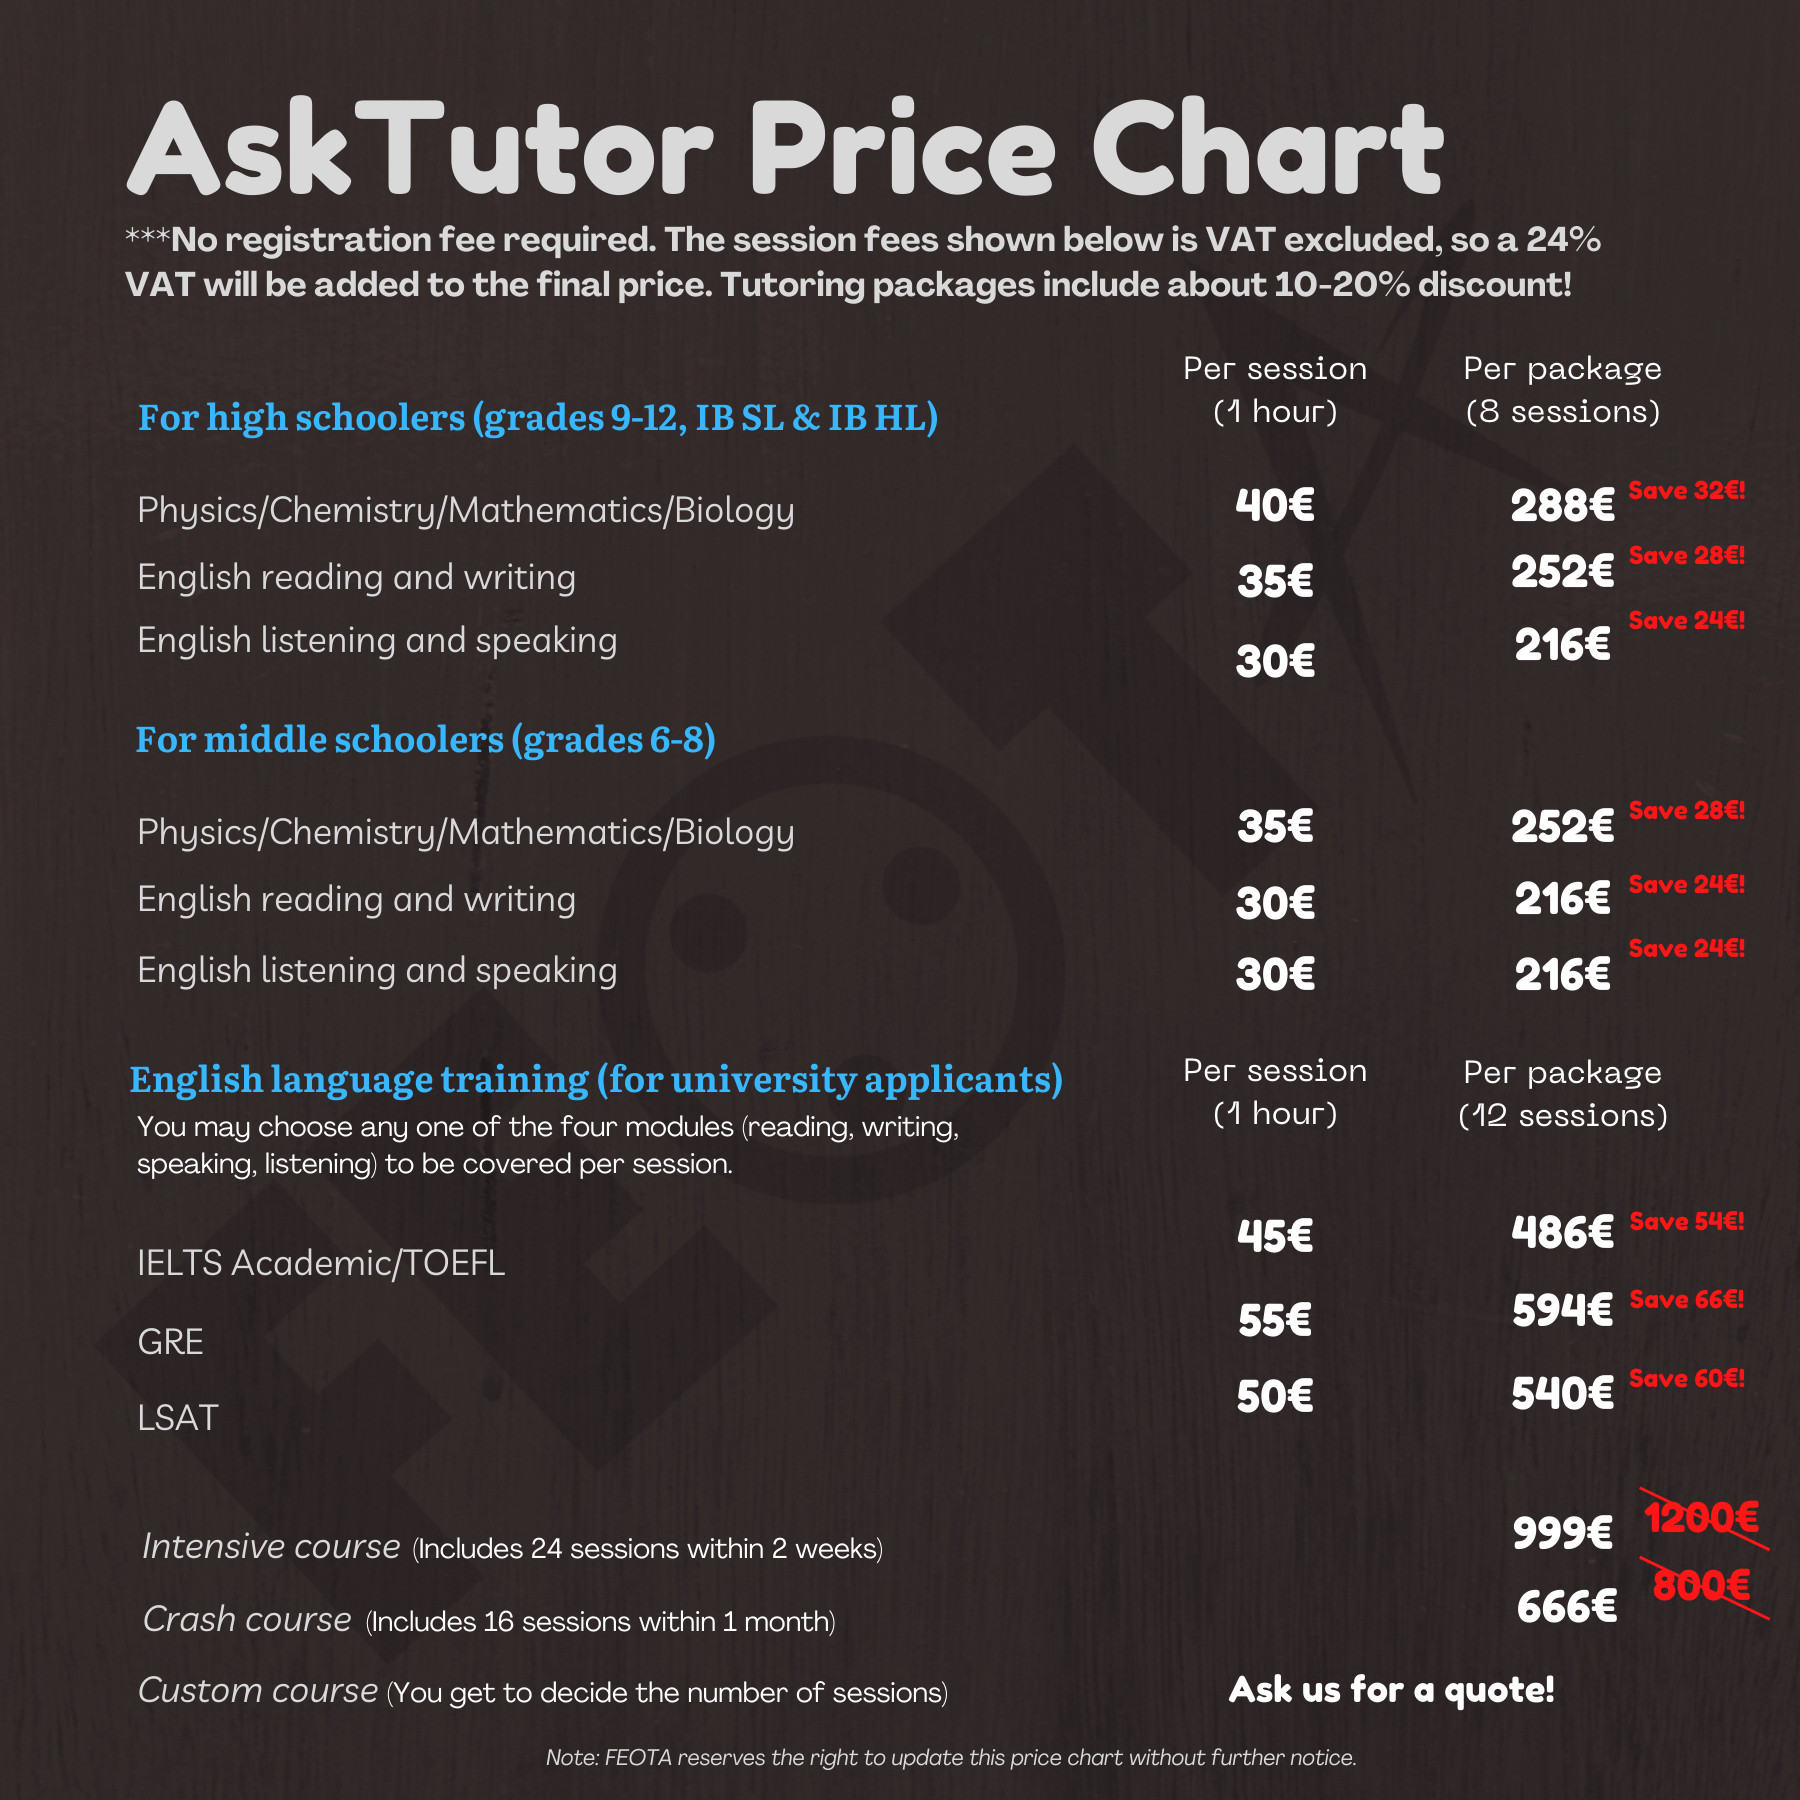 AskTutor Price Chart
***No registration fee required. The session fees shown below is VAT excluded, so a 24%
VAT will be added to the final price. Tutoring packages include about 10-20% discount!
Per session
(1 hour)
Per package
(8 sessions)
For high schoolers (grades 9-12, IB SL & IB HL)
Physics/Chemistry/Mathematics/Biology 40€ 288€ Save 32€!
English reading and writing 35€ 252€ Save 28€!
English listening and speaking 30€ 216€ Save 24€!
For middle schoolers (grades 6-8)
Physics/Chemistry/Mathematics/Biology 35€ 252€ Save 28€!
English reading and writing 30€ 216€ Save 24€!
English listening and speaking 30€ 216€ Save 24€!
English language training (for university applicants)
Per session
(1 hour)
Per package
(12 sessions)
You may choose any one of the four modules (reading, writing,
speaking, listening) to be covered per session.
IELTS Academic/TOEFL 45€ 486€ Save 54€!
GRE 55€ 594€ Save 66€!
LSAT 50€ 540€ Save 60€!
Intensive course (Includes 24 sessions within 2 weeks) 999€ 1200€
Crash course (Includes 16 sessions within 1 month) 666€ 800€
Custom course (You get to decide the number of sessions) Ask us for a quote!
Note: FEOTA reserves the right to update this price chart without further notice.